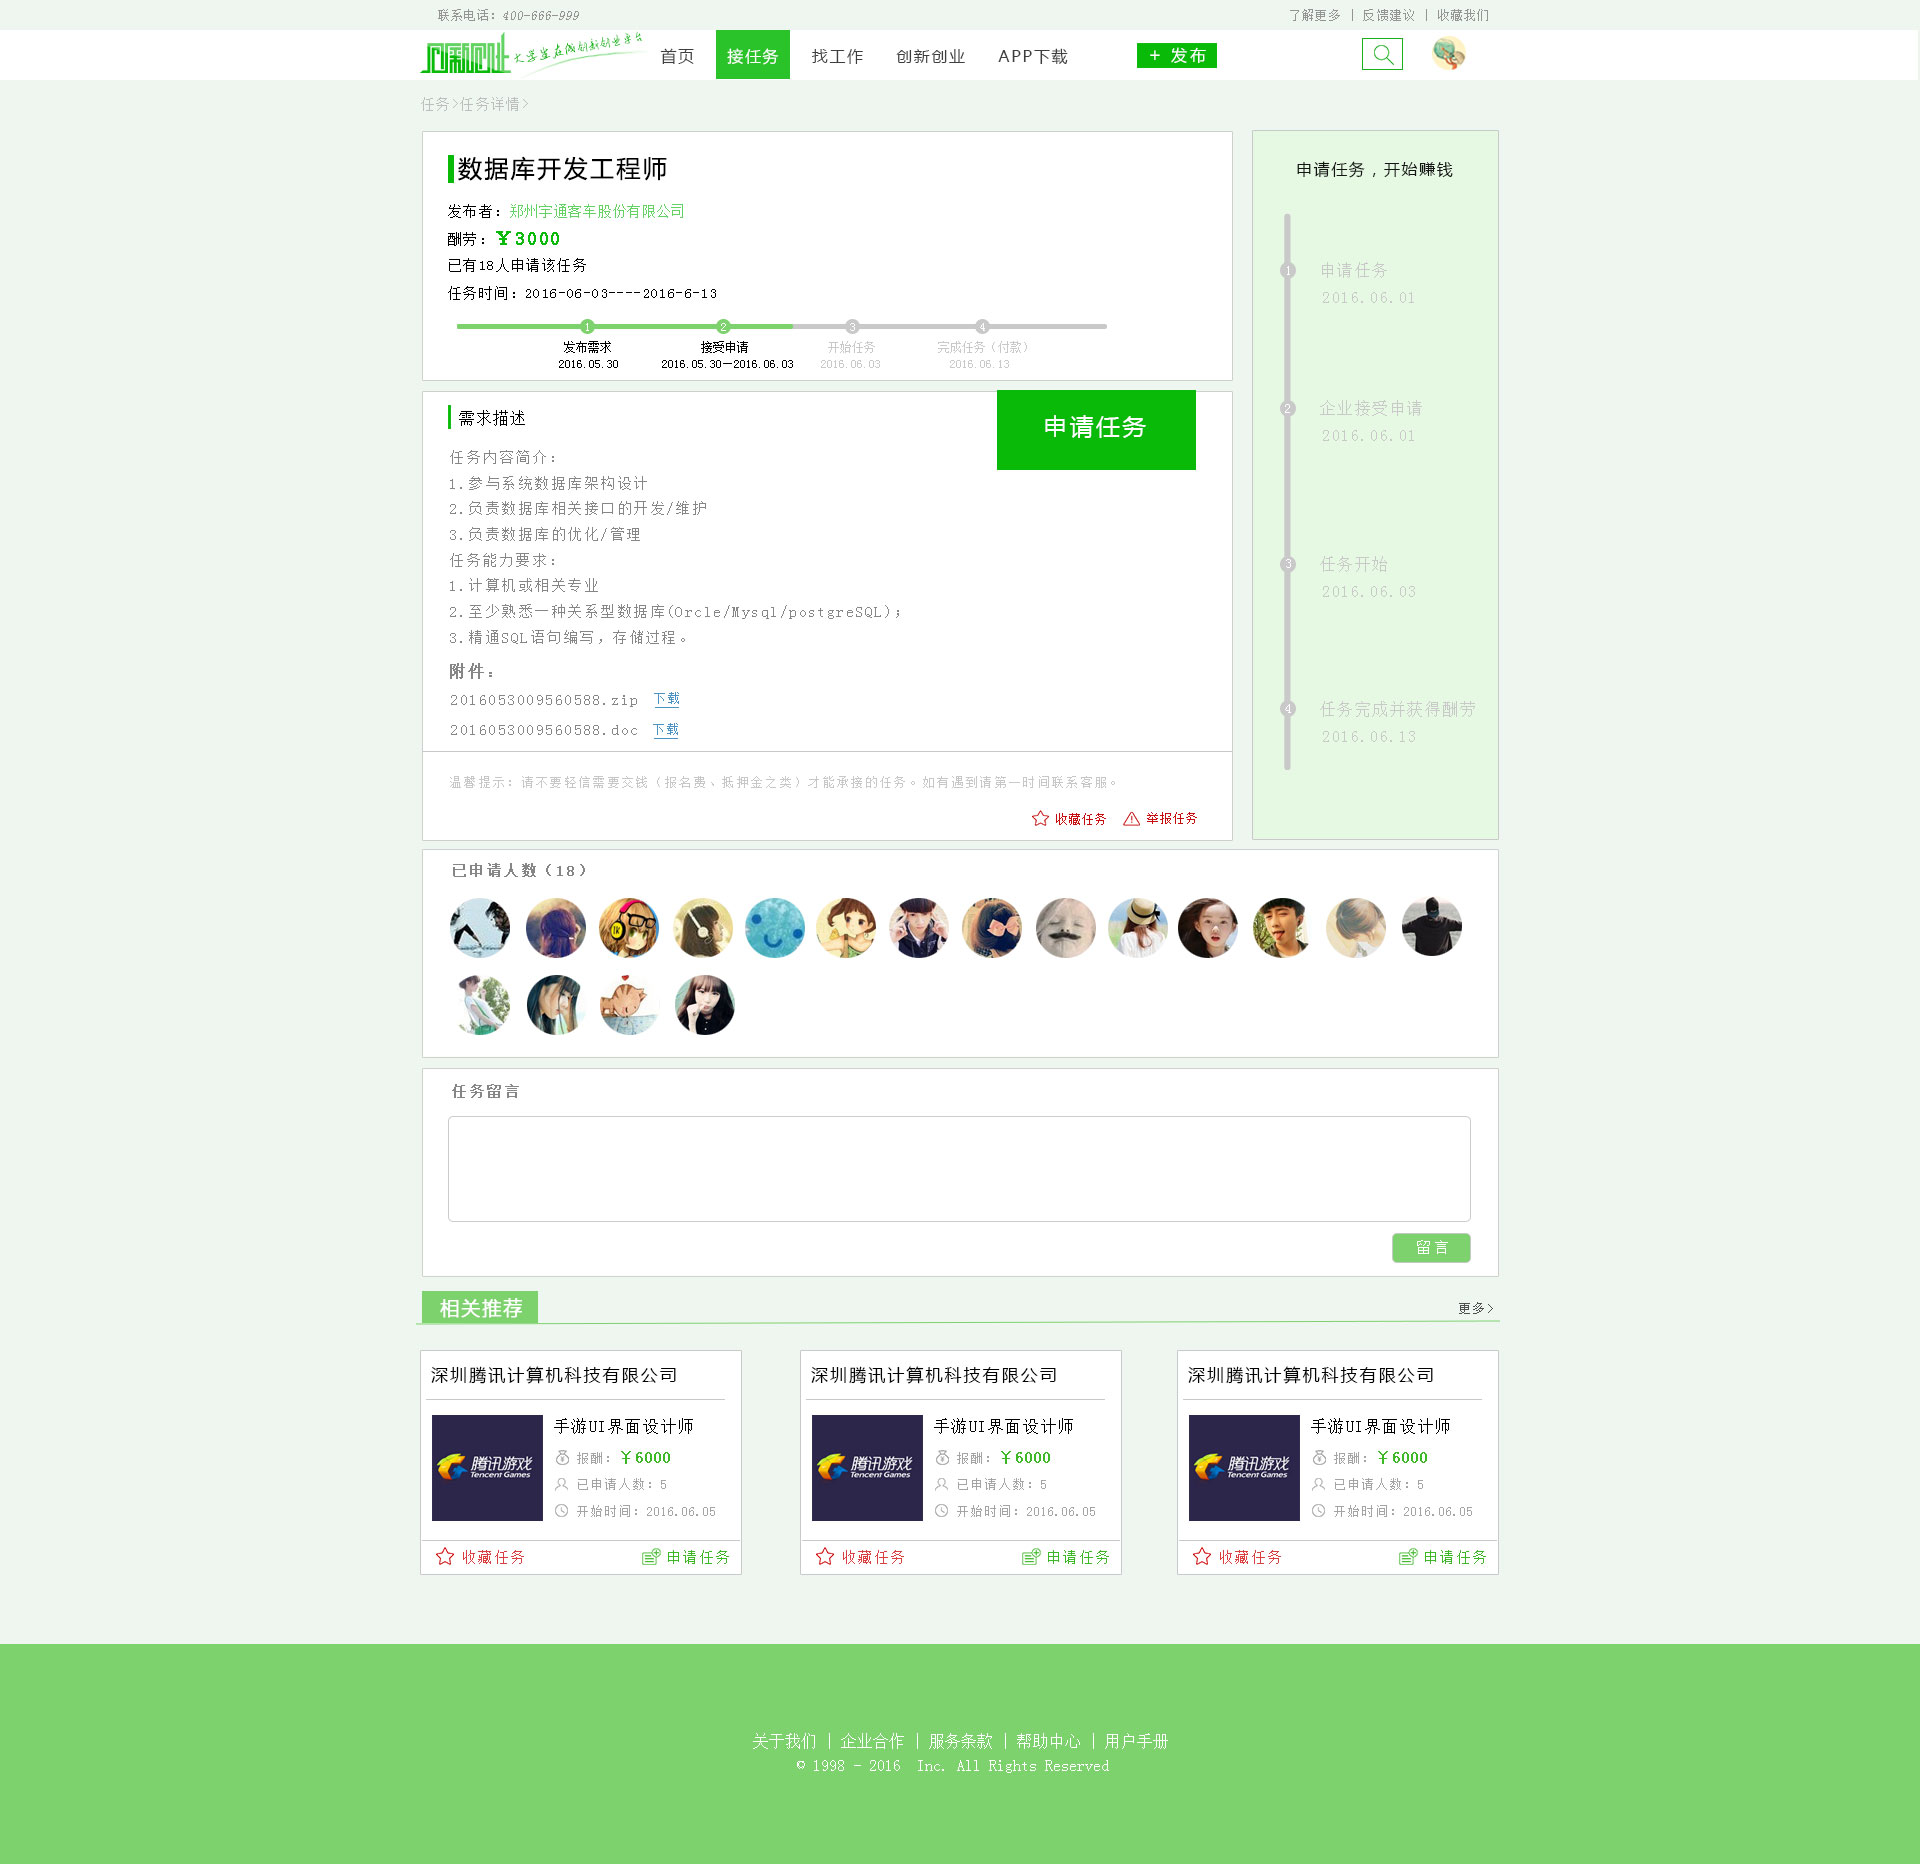 联系电话：400-666-999
了解更多 | 反馈建议 | 收藏我们
首页 接任务 找工作 创新创业 APP下载 + 发布
任务>任务详情>
数据库开发工程师
发布者：郑州宇通客车股份有限公司
酬劳：￥3000
已有18人申请该任务
任务时间：2016-06-03----2016-6-13
1 2 3 4
发布需求 接受申请 开始任务 完成任务（付款）
2016.05.30 2016.05.30—2016.06.03 2016.06.03 2016.06.13
申请任务，开始赚钱
1 申请任务
2016.06.01
2 企业接受申请
2016.06.01
3 任务开始
2016.06.03
4 任务完成并获得酬劳
2016.06.13
需求描述
申请任务
任务内容简介：
1.参与系统数据库架构设计
2.负责数据库相关接口的开发/维护
3.负责数据库的优化/管理
任务能力要求：
1.计算机或相关专业
2.至少熟悉一种关系型数据库(Orcle/Mysql/postgreSQL)；
3.精通SQL语句编写，存储过程。
附件：
2016053009560588.zip 下载
2016053009560588.doc 下载
温馨提示：请不要轻信需要交钱（报名费、抵押金之类）才能承接的任务。如有遇到请第一时间联系客服。
收藏任务 举报任务
已申请人数（18）
任务留言
留言
相关推荐
更多>
深圳腾讯计算机科技有限公司
腾讯游戏
Tencent Games
手游UI界面设计师
报酬：￥6000
已申请人数：5
开始时间：2016.06.05
收藏任务 申请任务
深圳腾讯计算机科技有限公司
腾讯游戏
Tencent Games
手游UI界面设计师
报酬：￥6000
已申请人数：5
开始时间：2016.06.05
收藏任务 申请任务
深圳腾讯计算机科技有限公司
腾讯游戏
Tencent Games
手游UI界面设计师
报酬：￥6000
已申请人数：5
开始时间：2016.06.05
收藏任务 申请任务
关于我们 | 企业合作 | 服务条款 | 帮助中心 | 用户手册
© 1998 - 2016 Inc. All Rights Reserved